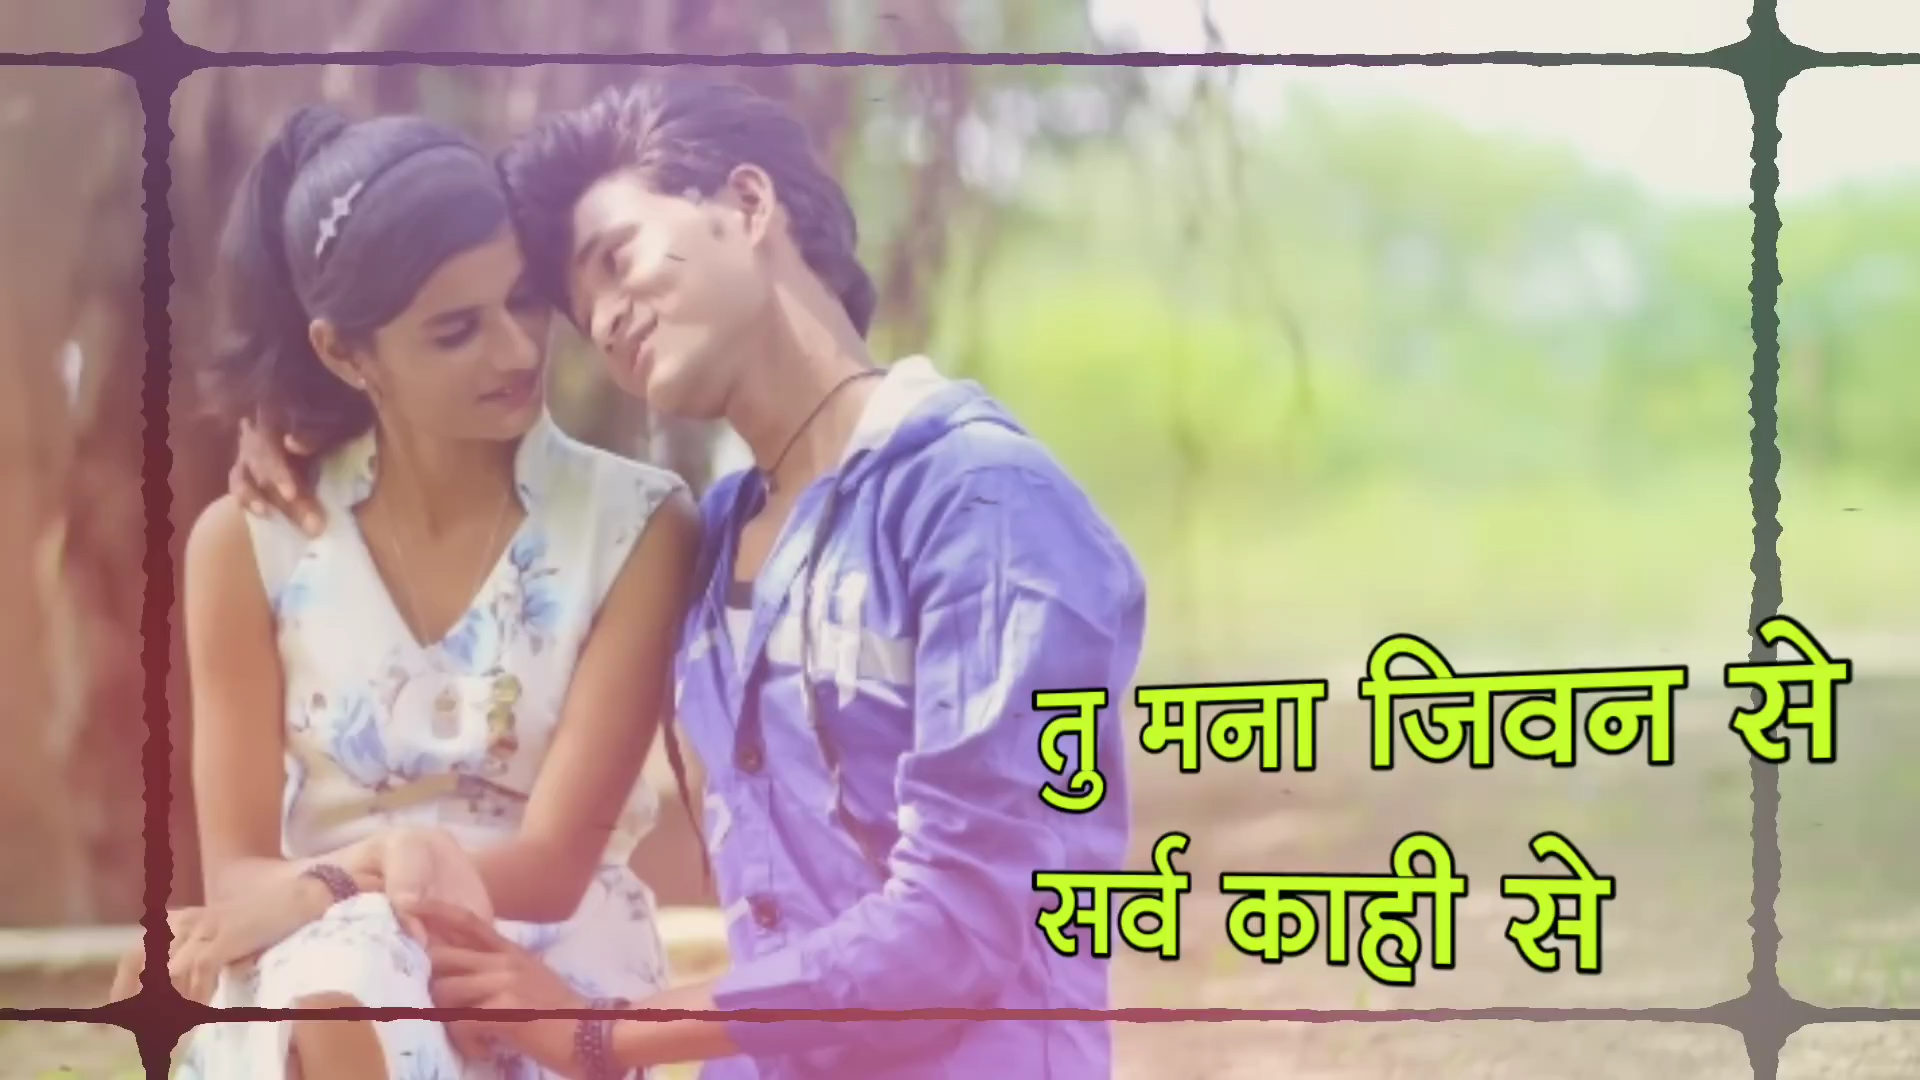 तु मना जिवन से
सर्व काही से